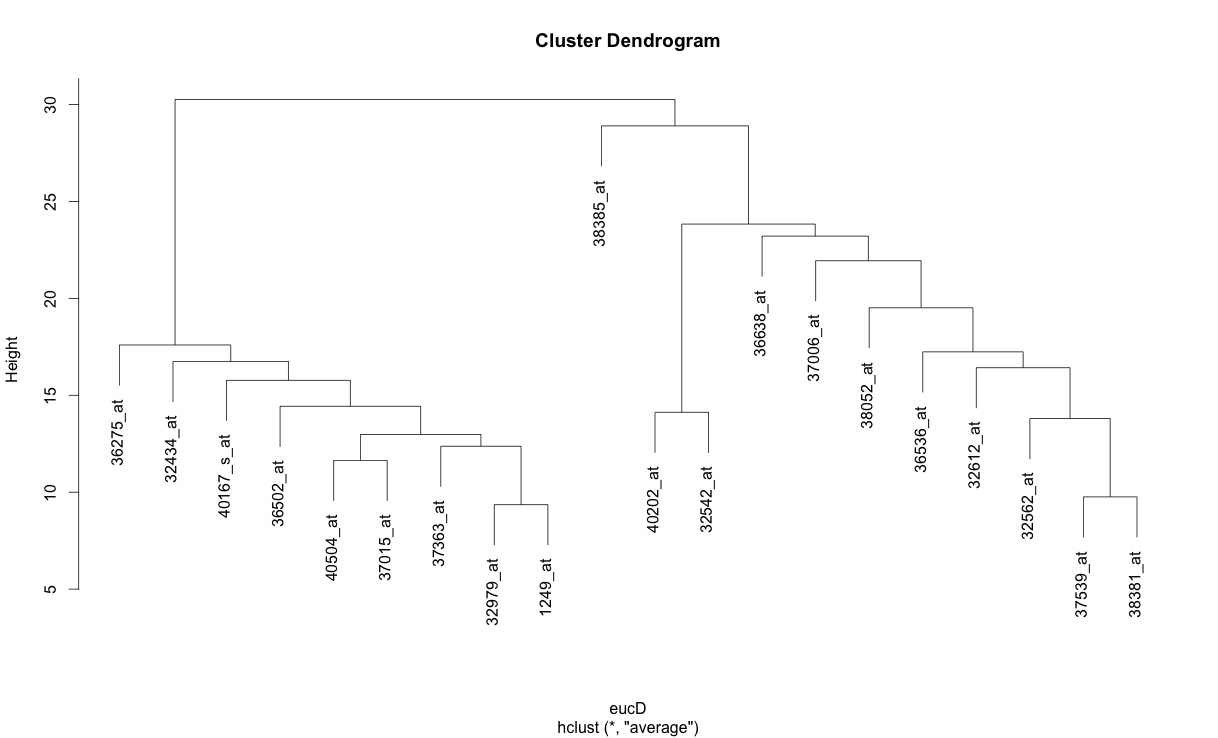 Cluster Dendrogram
Height
30
25
20
15
10
5
36275_at
32434_at
40167_s_at
36502_at
40504_at
37015_at
37363_at
32979_at
1249_at
38385_at
40202_at
32542_at
36638_at
37006_at
38052_at
36536_at
32612_at
32562_at
37539_at
38381_at
eucD
hclust (*, "average")